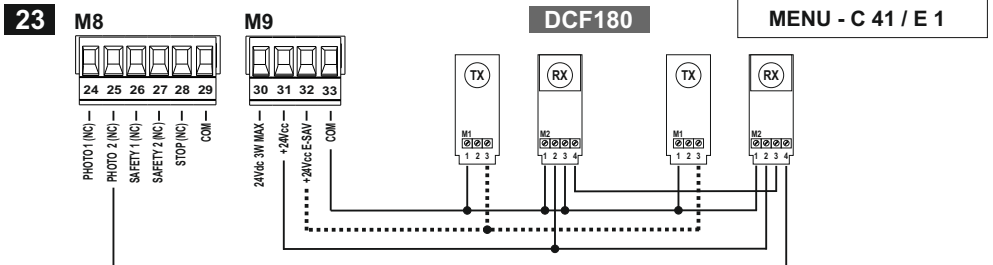 23 M8 M9 DCF180 MENU - C 41 / E 1
TX RX TX RX
24 25 26 27 28 29 30 31 32 33
M1 M2 M1 M2
1 2 3 1 2 3 4 1 2 3 1 2 3 4
PHOTO 1 (NC)
PHOTO 2 (NC)
SAFETY 1 (NC)
SAFETY 2 (NC)
STOP (NC)
COM
24Vdc 3W MAX
+24Vcc
+24Vcc E-SAV
COM